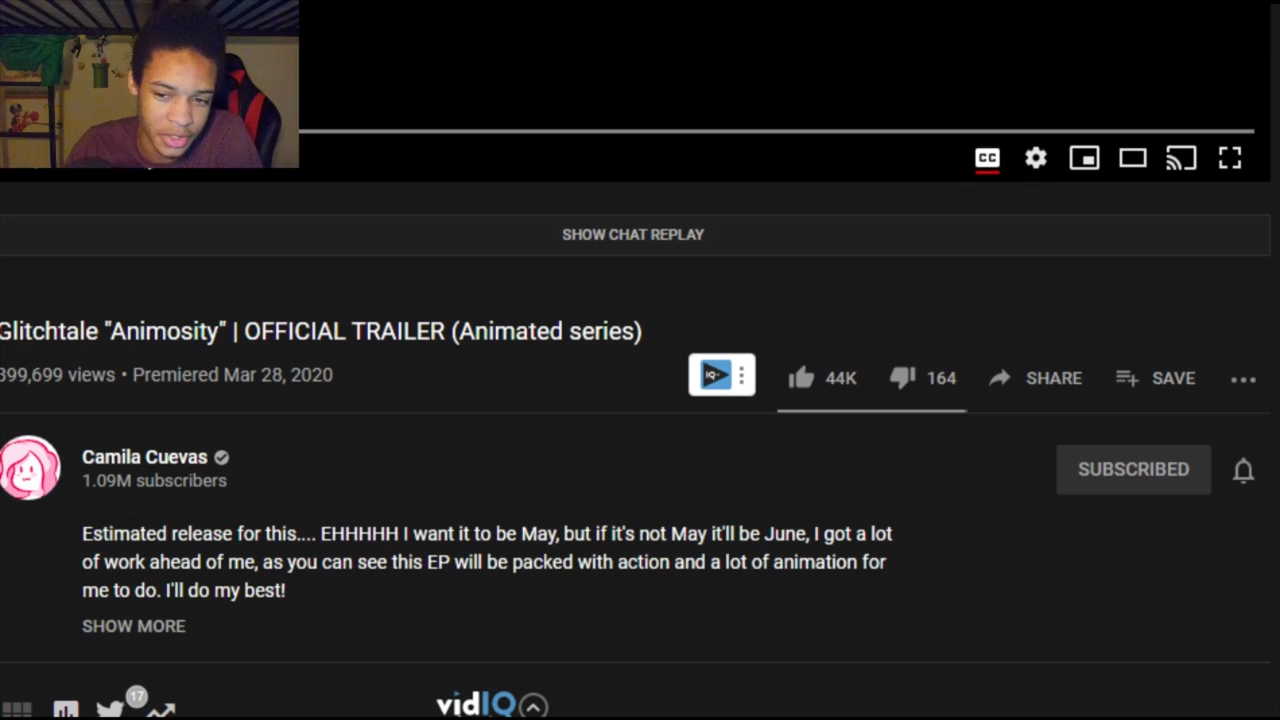 CC
SHOW CHAT REPLAY
Glitchtale "Animosity" | OFFICIAL TRAILER (Animated series)
399,699 views • Premiered Mar 28, 2020
IQ
44K
164
SHARE
SAVE
Camila Cuevas
1.09M subscribers
SUBSCRIBED
Estimated release for this.... EHHHHH I want it to be May, but if it's not May it'll be June, I got a lot
of work ahead of me, as you can see this EP will be packed with action and a lot of animation for
me to do. I'll do my best!
SHOW MORE
17
vidIQ